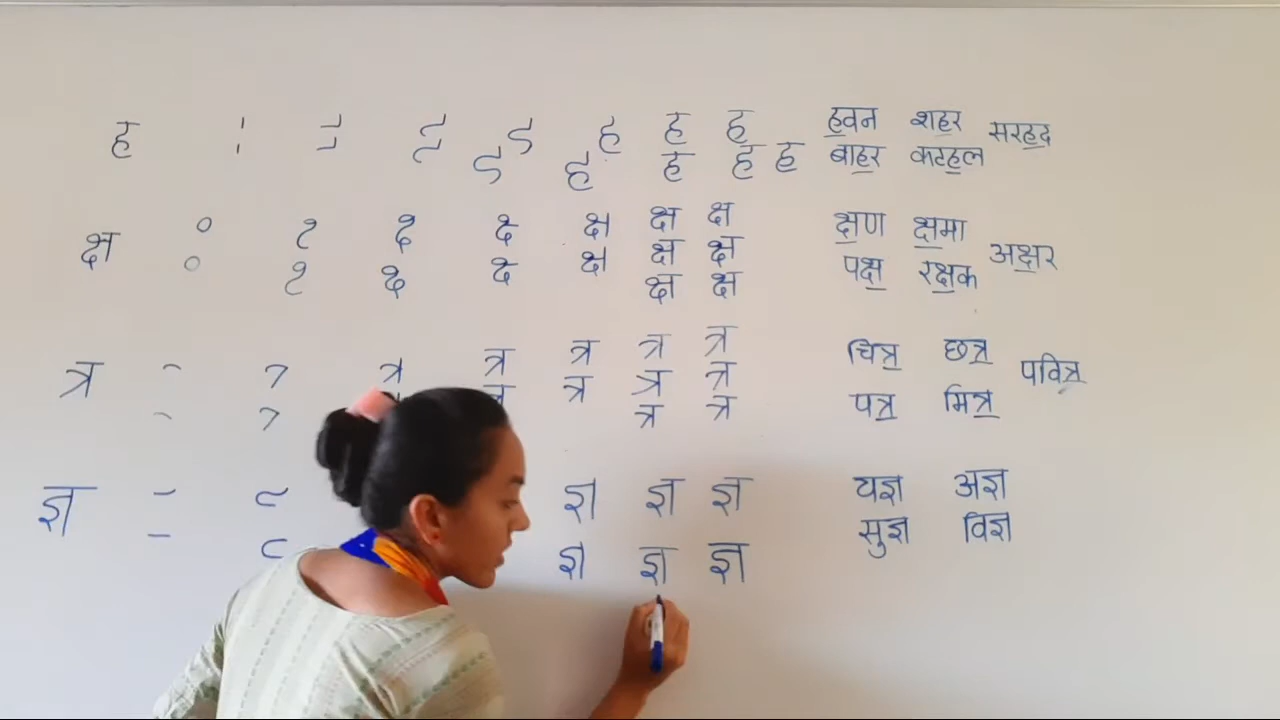 ह ह ह ह हवन शहर सरहद
ह ह ह ह बाहर कटहल
क्ष क्ष क्ष क्ष क्षण क्षमा अक्षर
क्ष क्ष क्ष पक्ष रक्षक
क्ष क्ष
त्र त्र त्र त्र त्र त्र चित्र छत्र पवित्र
त्र त्र त्र पत्र मित्र
त्र त्र
ज्ञ ज्ञ ज्ञ ज्ञ यज्ञ अज्ञ
ज्ञ ज्ञ ज्ञ सुज्ञ विज्ञ